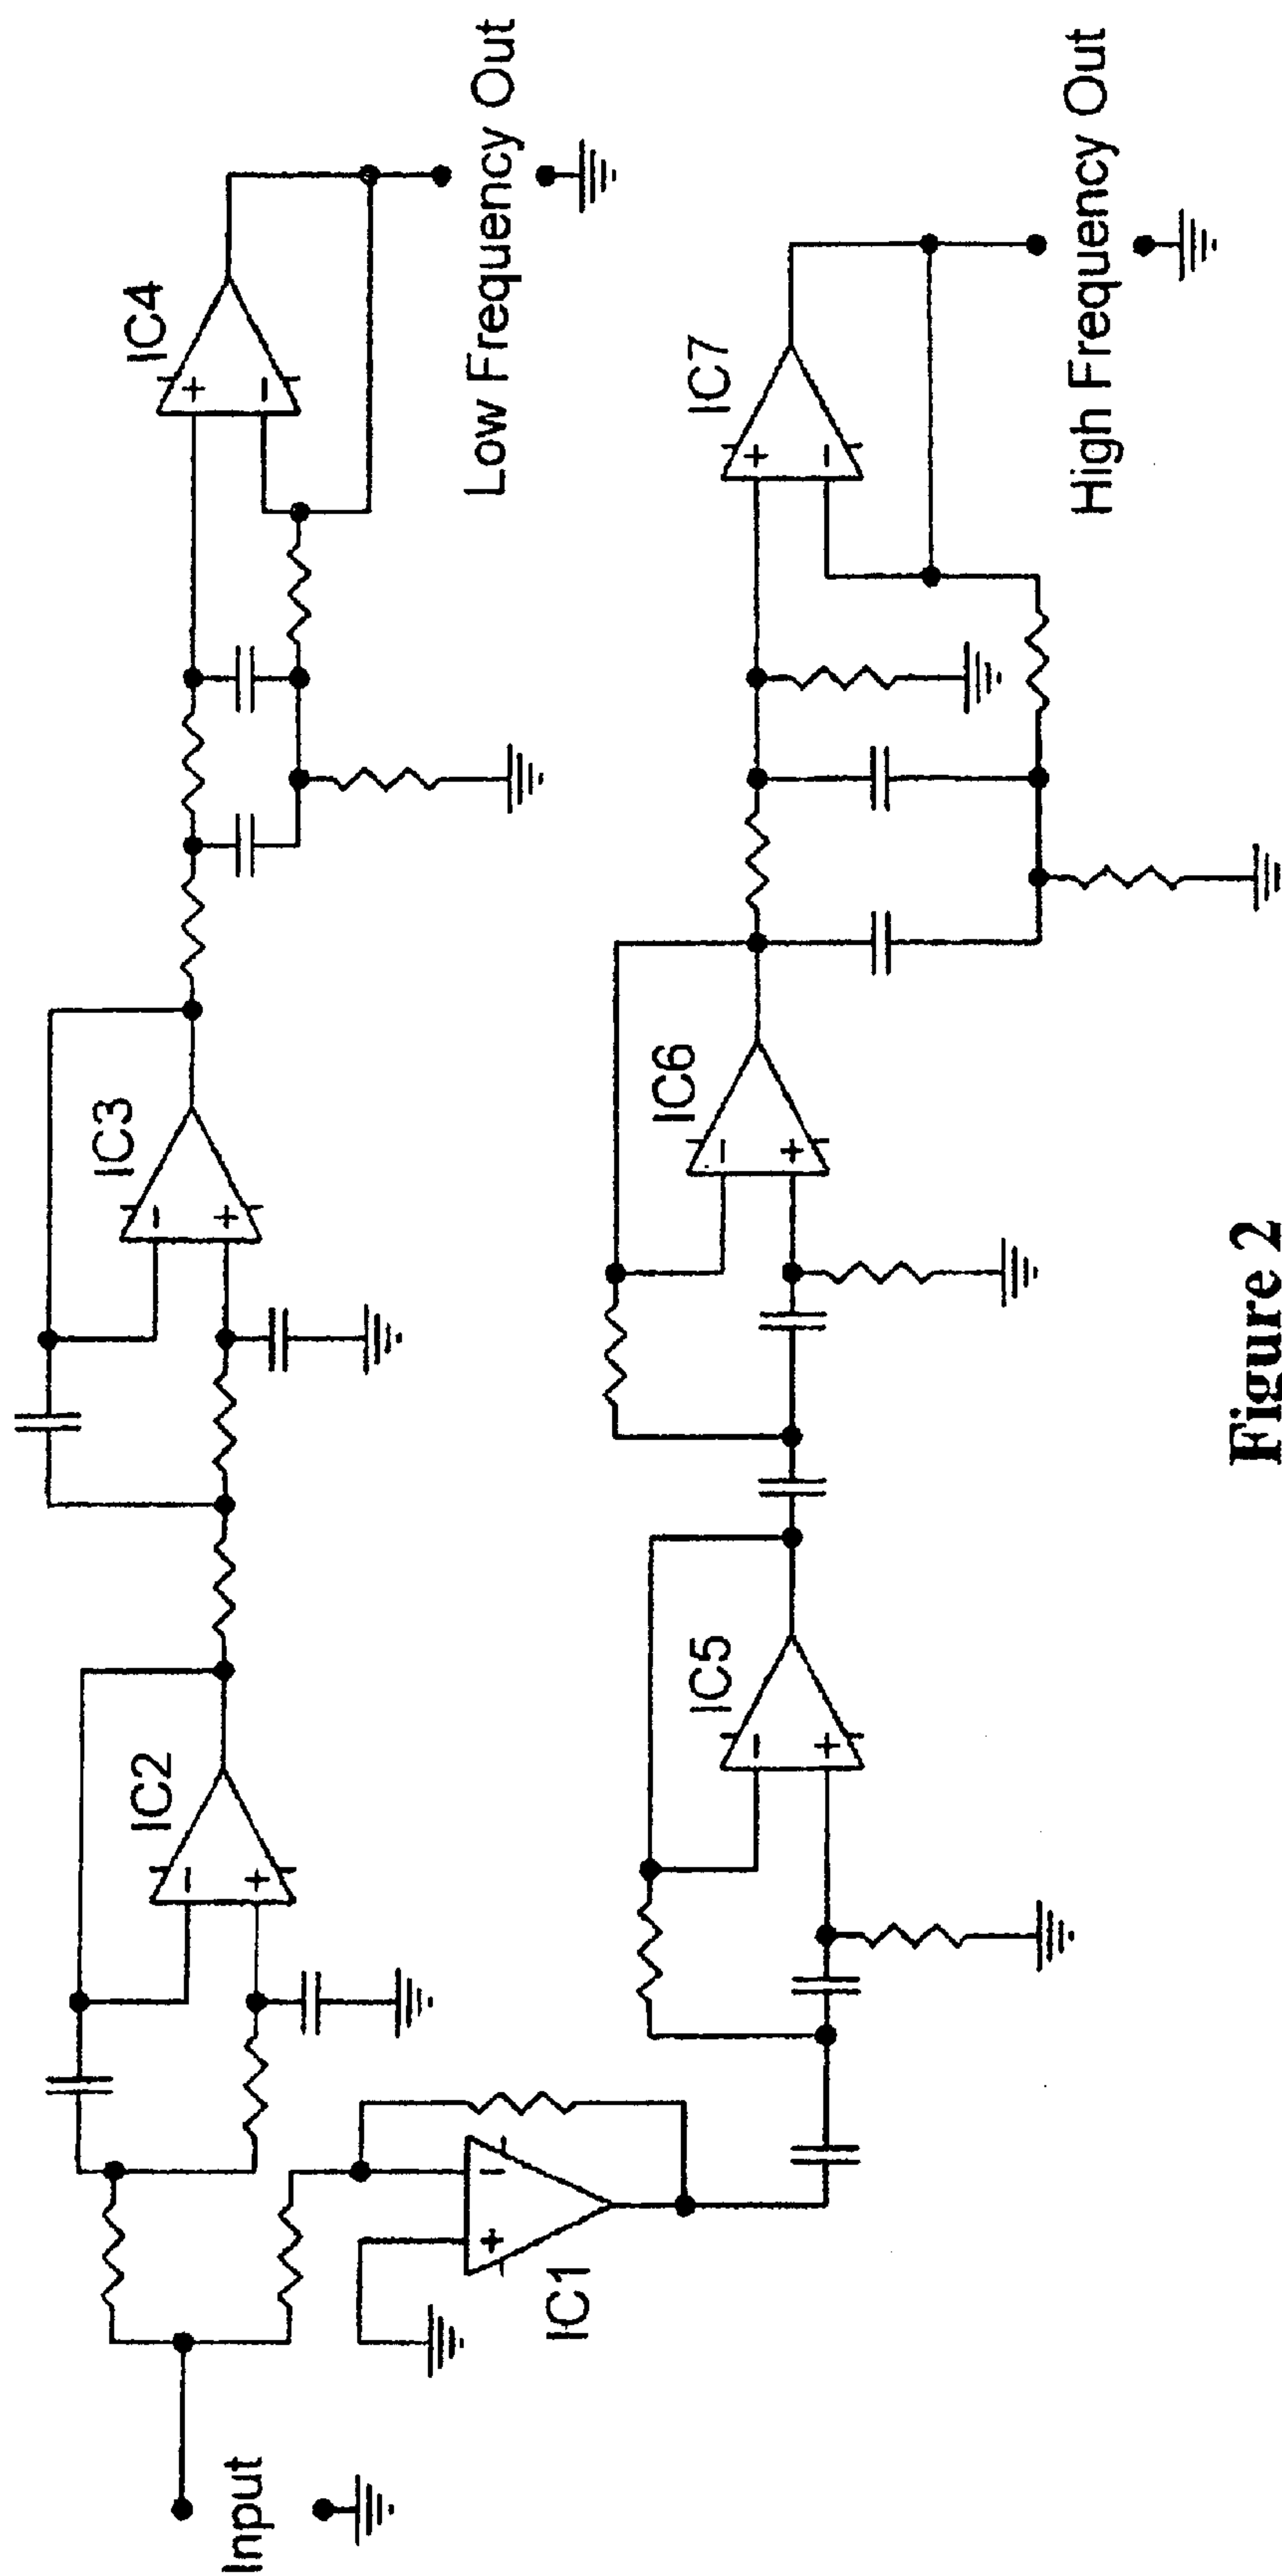 Input
IC1
IC2
IC3
IC4
Low Frequency Out
IC5
IC6
IC7
High Frequency Out
Figure 2